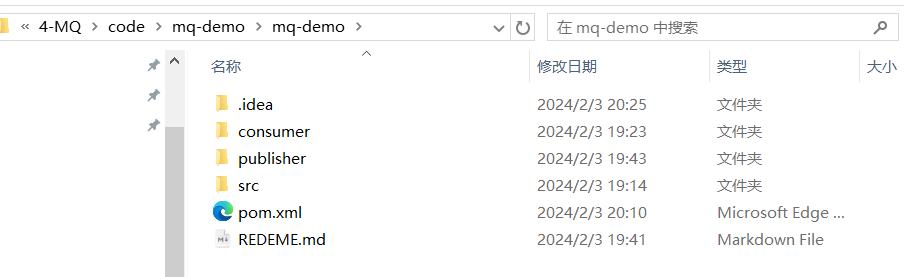 « 4-MQ > code > mq-demo > mq-demo >
在 mq-demo 中搜索
名称 修改日期 类型 大小
.idea 2024/2/3 20:25 文件夹
consumer 2024/2/3 19:23 文件夹
publisher 2024/2/3 19:43 文件夹
src 2024/2/3 19:14 文件夹
pom.xml 2024/2/3 20:10 Microsoft Edge ...
REDEME.md 2024/2/3 19:41 Markdown File